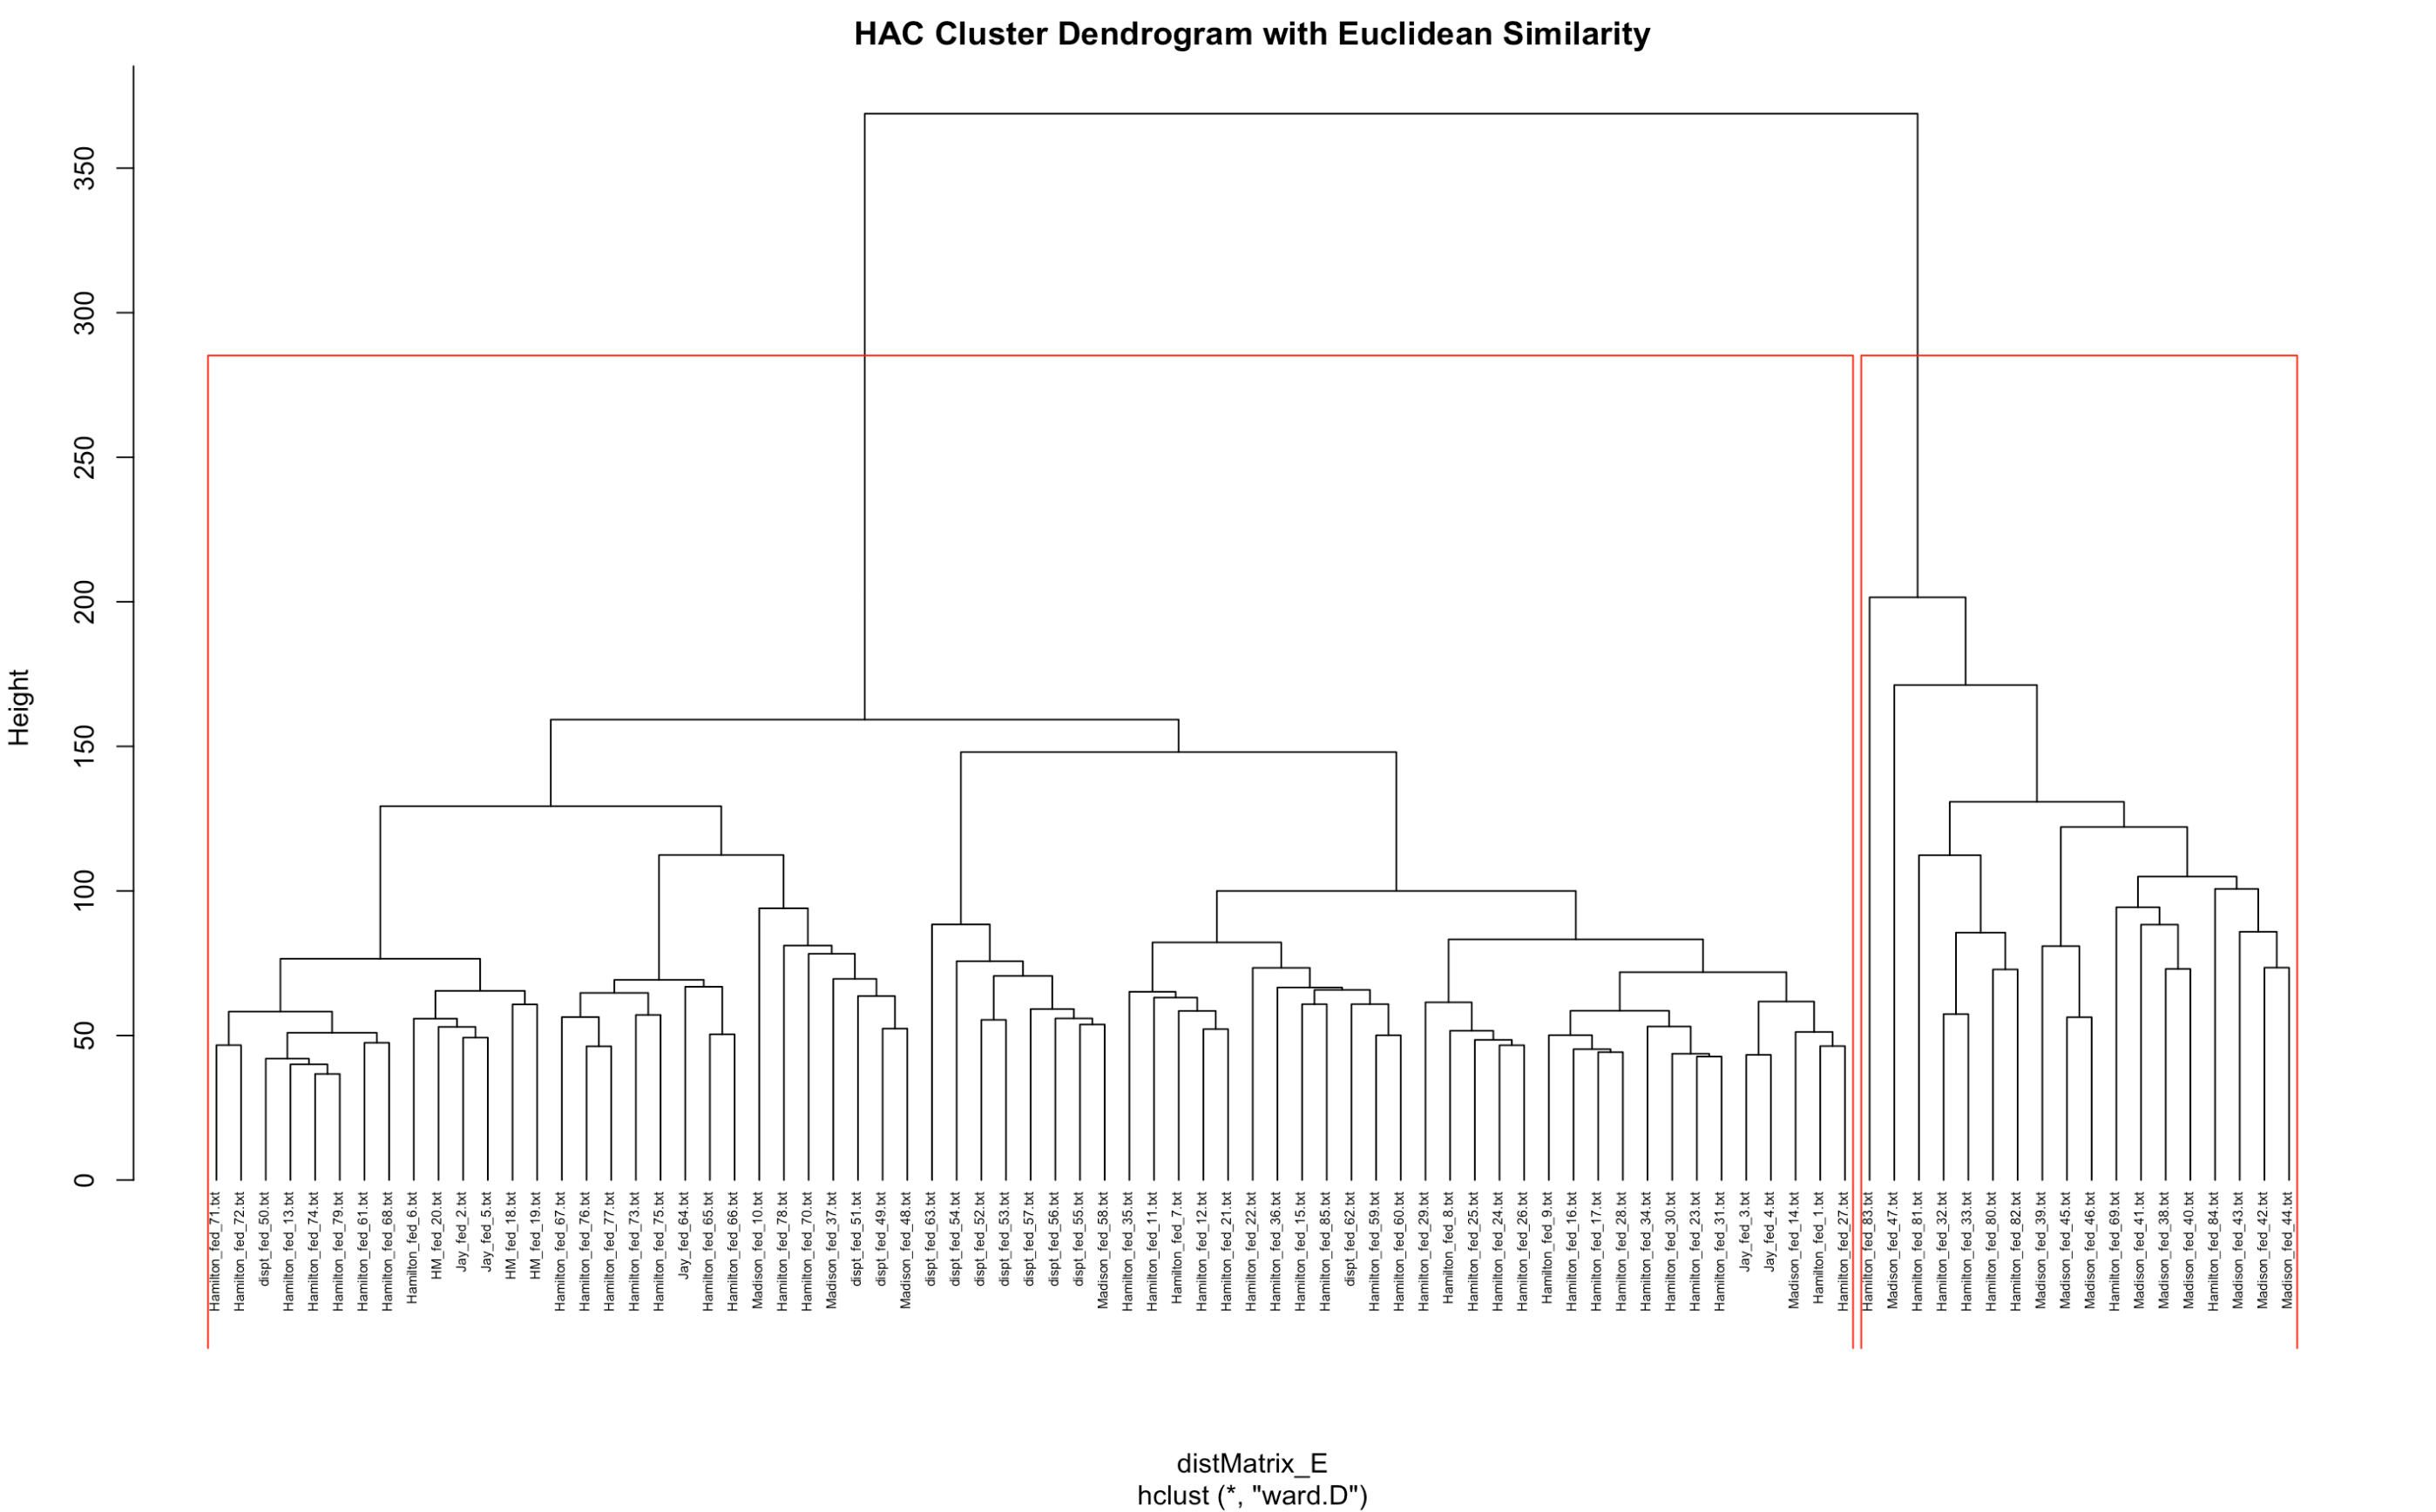 HAC Cluster Dendrogram with Euclidean Similarity
Height
350
300
250
200
150
100
50
0
Hamilton_fed_71.txt
Hamilton_fed_72.txt
dispt_fed_50.txt
Hamilton_fed_13.txt
Hamilton_fed_74.txt
Hamilton_fed_79.txt
Hamilton_fed_61.txt
Hamilton_fed_68.txt
Hamilton_fed_6.txt
HM_fed_20.txt
Jay_fed_2.txt
Jay_fed_5.txt
HM_fed_18.txt
HM_fed_19.txt
Hamilton_fed_67.txt
Hamilton_fed_76.txt
Hamilton_fed_77.txt
Hamilton_fed_73.txt
Hamilton_fed_75.txt
Jay_fed_64.txt
Hamilton_fed_65.txt
Hamilton_fed_66.txt
Madison_fed_10.txt
Hamilton_fed_78.txt
Hamilton_fed_70.txt
Madison_fed_37.txt
dispt_fed_51.txt
dispt_fed_49.txt
Madison_fed_48.txt
dispt_fed_63.txt
dispt_fed_54.txt
dispt_fed_52.txt
dispt_fed_53.txt
dispt_fed_57.txt
dispt_fed_56.txt
dispt_fed_55.txt
Madison_fed_58.txt
Hamilton_fed_35.txt
Hamilton_fed_11.txt
Hamilton_fed_7.txt
Hamilton_fed_12.txt
Hamilton_fed_21.txt
Hamilton_fed_22.txt
Hamilton_fed_36.txt
Hamilton_fed_15.txt
Hamilton_fed_85.txt
dispt_fed_62.txt
Hamilton_fed_59.txt
Hamilton_fed_60.txt
Hamilton_fed_29.txt
Hamilton_fed_8.txt
Hamilton_fed_25.txt
Hamilton_fed_24.txt
Hamilton_fed_26.txt
Hamilton_fed_9.txt
Hamilton_fed_16.txt
Hamilton_fed_17.txt
Hamilton_fed_28.txt
Hamilton_fed_34.txt
Hamilton_fed_30.txt
Hamilton_fed_23.txt
Hamilton_fed_31.txt
Jay_fed_3.txt
Jay_fed_4.txt
Madison_fed_14.txt
Hamilton_fed_1.txt
Hamilton_fed_27.txt
Hamilton_fed_83.txt
Madison_fed_47.txt
Hamilton_fed_81.txt
Hamilton_fed_32.txt
Hamilton_fed_33.txt
Hamilton_fed_80.txt
Hamilton_fed_82.txt
Madison_fed_39.txt
Madison_fed_45.txt
Madison_fed_46.txt
Hamilton_fed_69.txt
Madison_fed_41.txt
Madison_fed_38.txt
Madison_fed_40.txt
Hamilton_fed_84.txt
Madison_fed_43.txt
Madison_fed_42.txt
Madison_fed_44.txt
distMatrix_E
hclust (*, "ward.D")